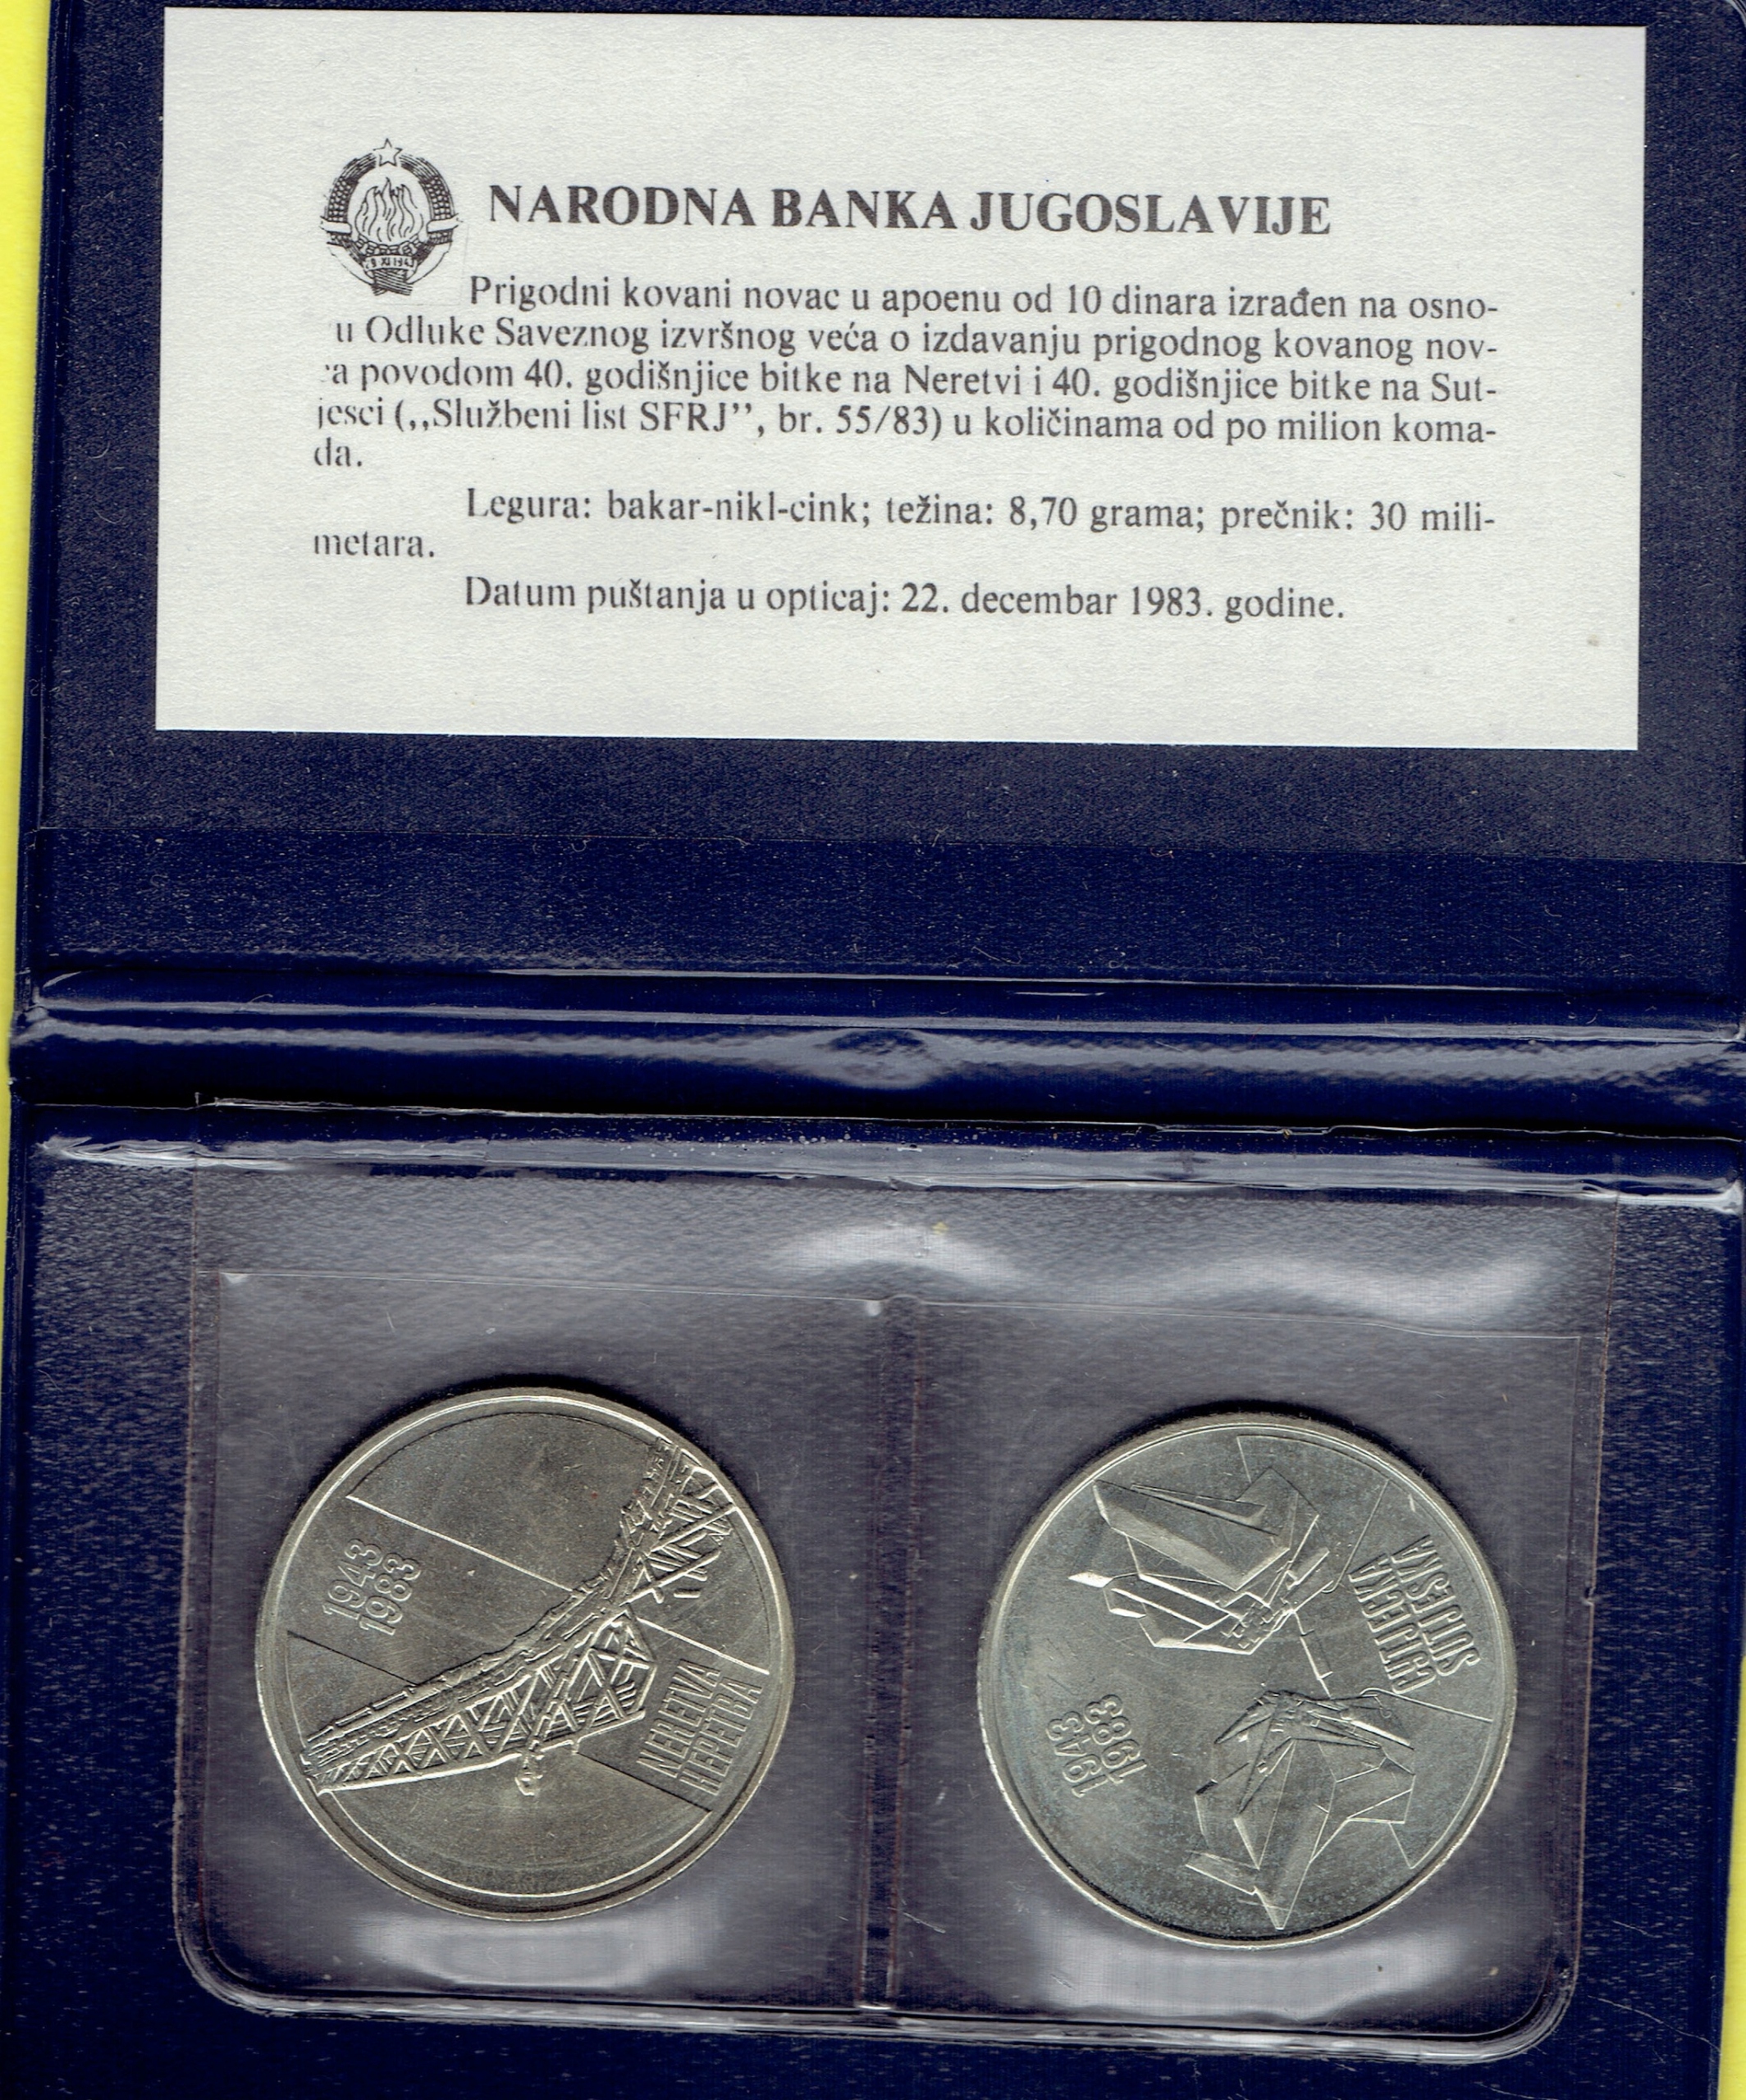 NARODNA BANKA JUGOSLAVIJE
Prigodni kovani novac u apoenu od 10 dinara izrađen na osno-
u Odluke Saveznog izvršnog veća o izdavanju prigodnog kovanog nov-
a povodom 40. godišnjice bitke na Neretvi i 40. godišnjice bitke na Sut-
jesci („Službeni list SFRJ”, br. 55/83) u količinama od po milion koma-
da.
Legura: bakar-nikl-cink; težina: 8,70 grama; prečnik: 30 mili-
metara.
Datum puštanja u opticaj: 22. decembar 1983. godine.
1943
1983
NERETVA
НЕРЕТВА
СУТЈЕСКА
SUTJESKA
1943
1983